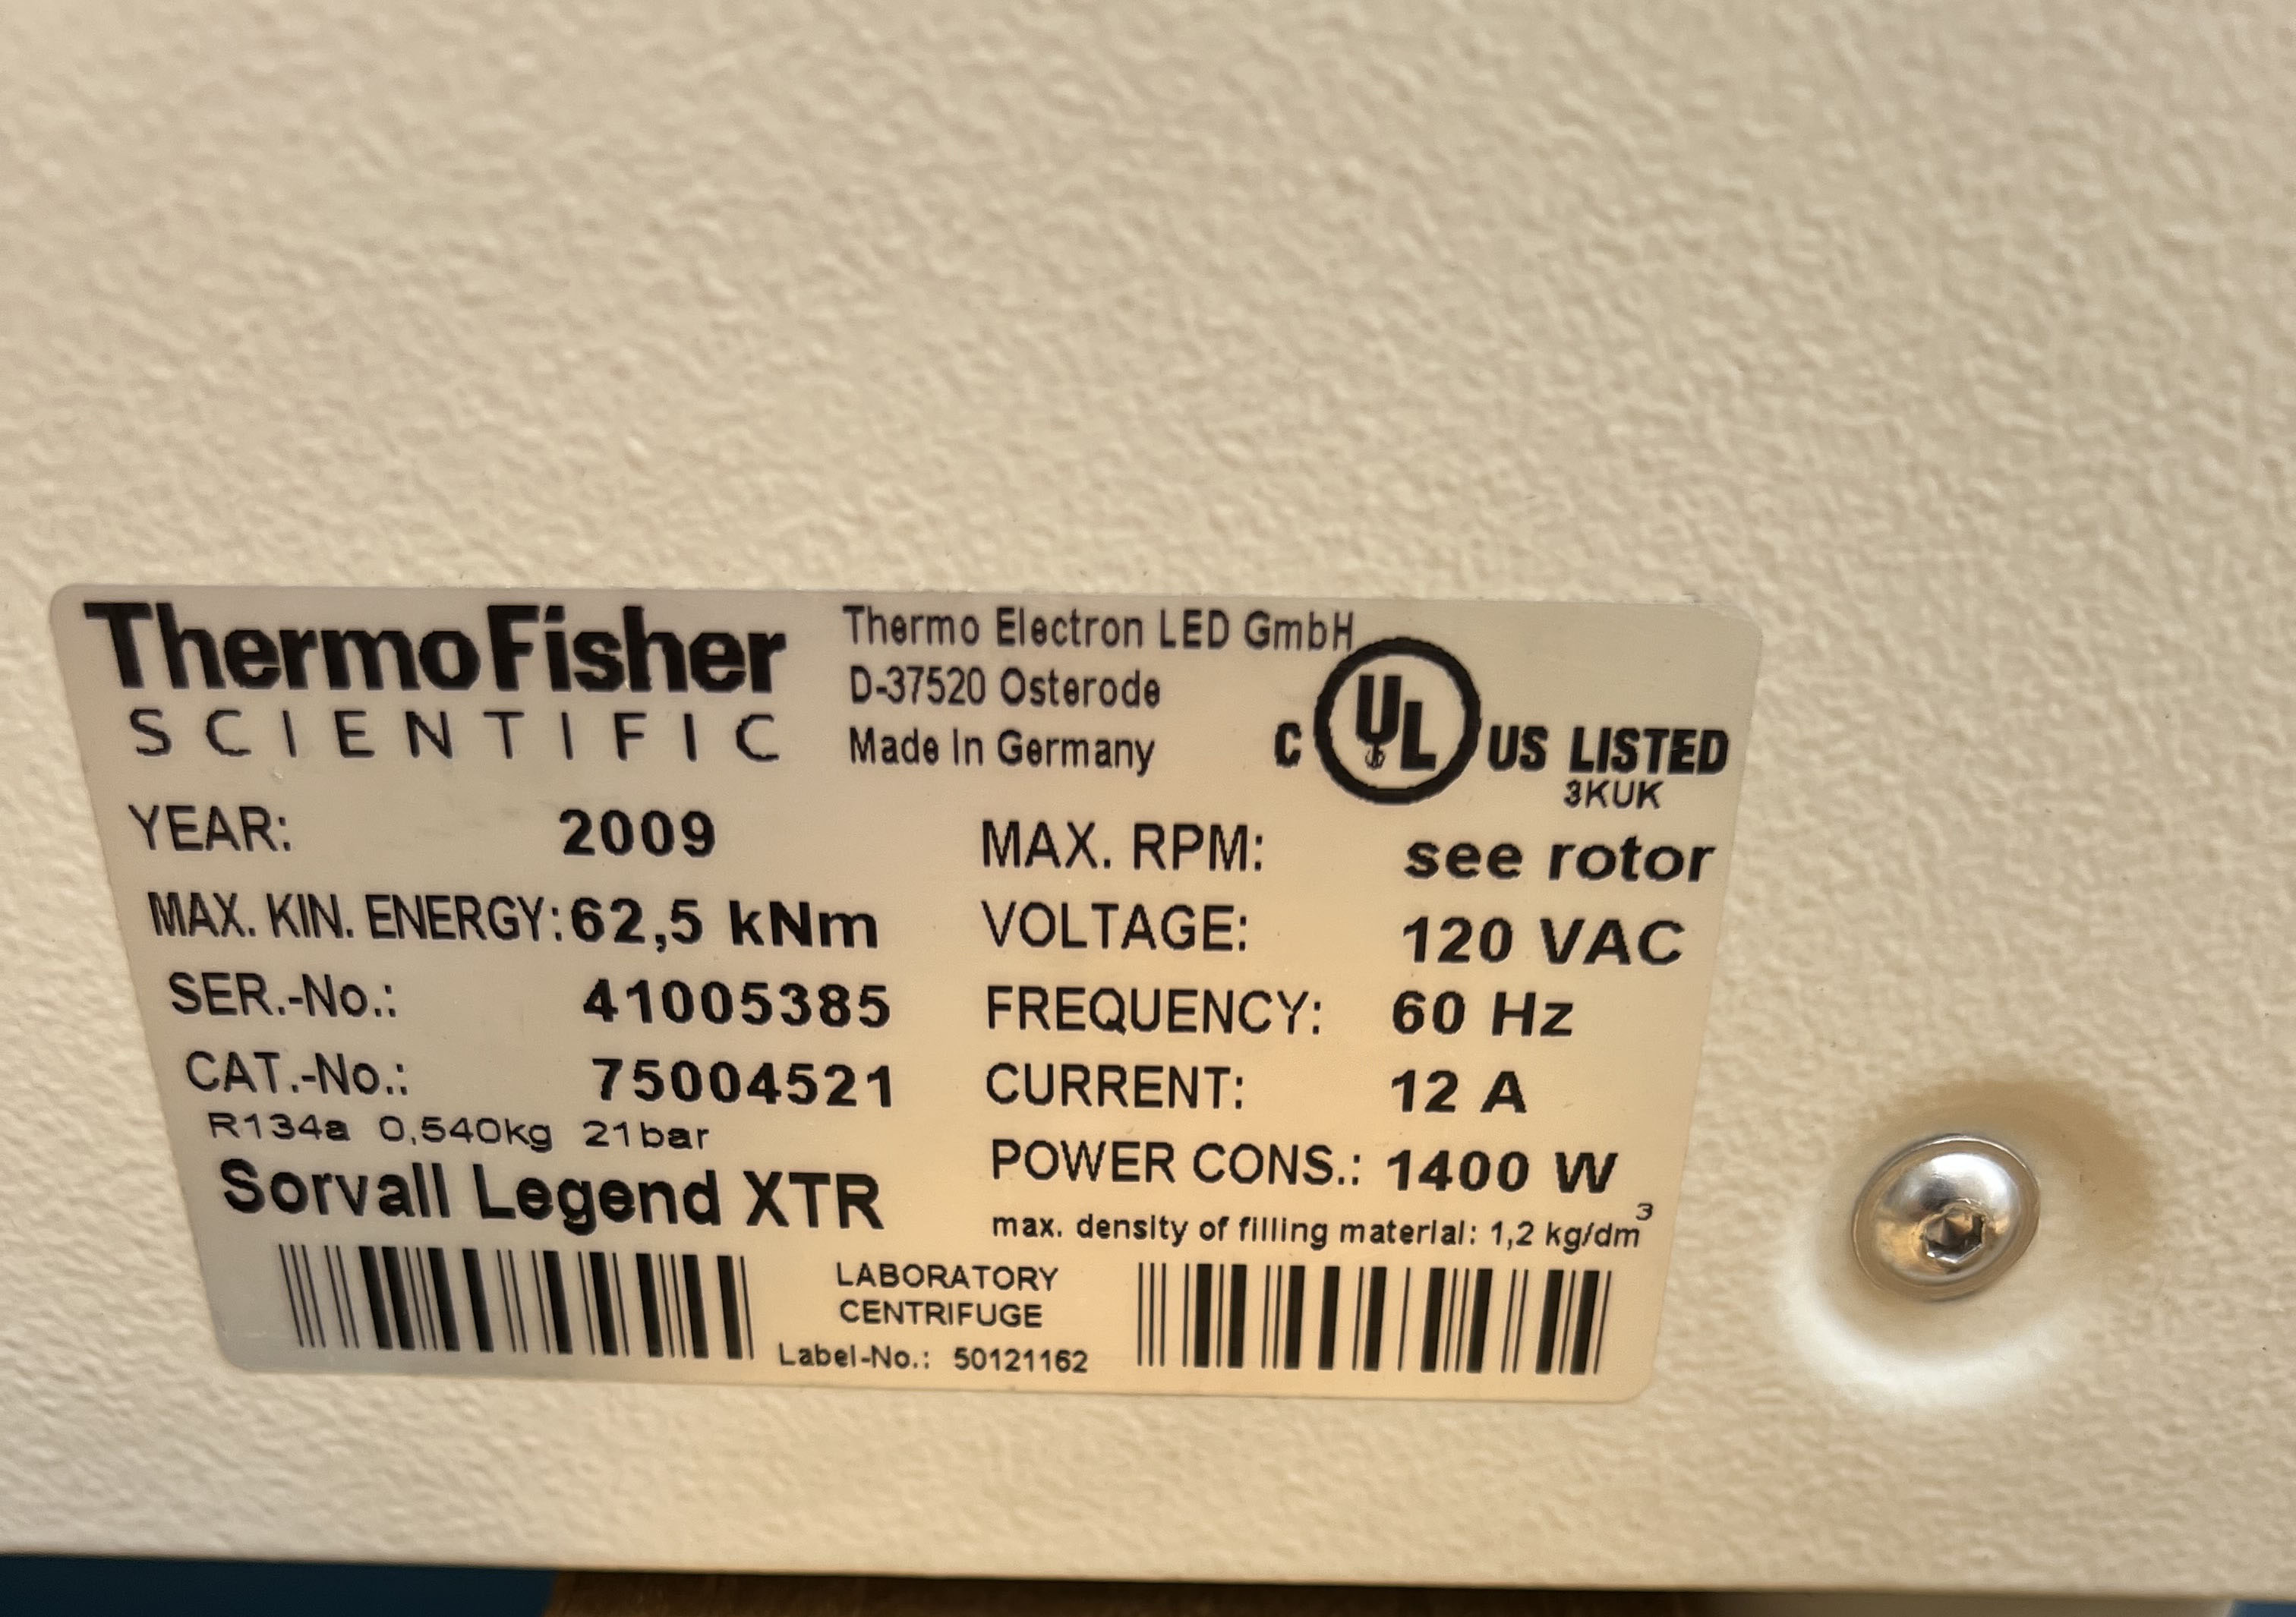 ThermoFisher
SCIENTIFIC
Thermo Electron LED GmbH
D-37520 Osterode
Made In Germany
C UL US LISTED
3KUK
YEAR: 2009
MAX. KIN. ENERGY: 62,5 kNm
SER.-No.: 41005385
CAT.-No.: 75004521
R134a 0,540kg 21bar
Sorvall Legend XTR
MAX. RPM: see rotor
VOLTAGE: 120 VAC
FREQUENCY: 60 Hz
CURRENT: 12 A
POWER CONS.: 1400 W
max. density of filling material: 1,2 kg/dm³
LABORATORY
CENTRIFUGE
Label-No.: 50121162